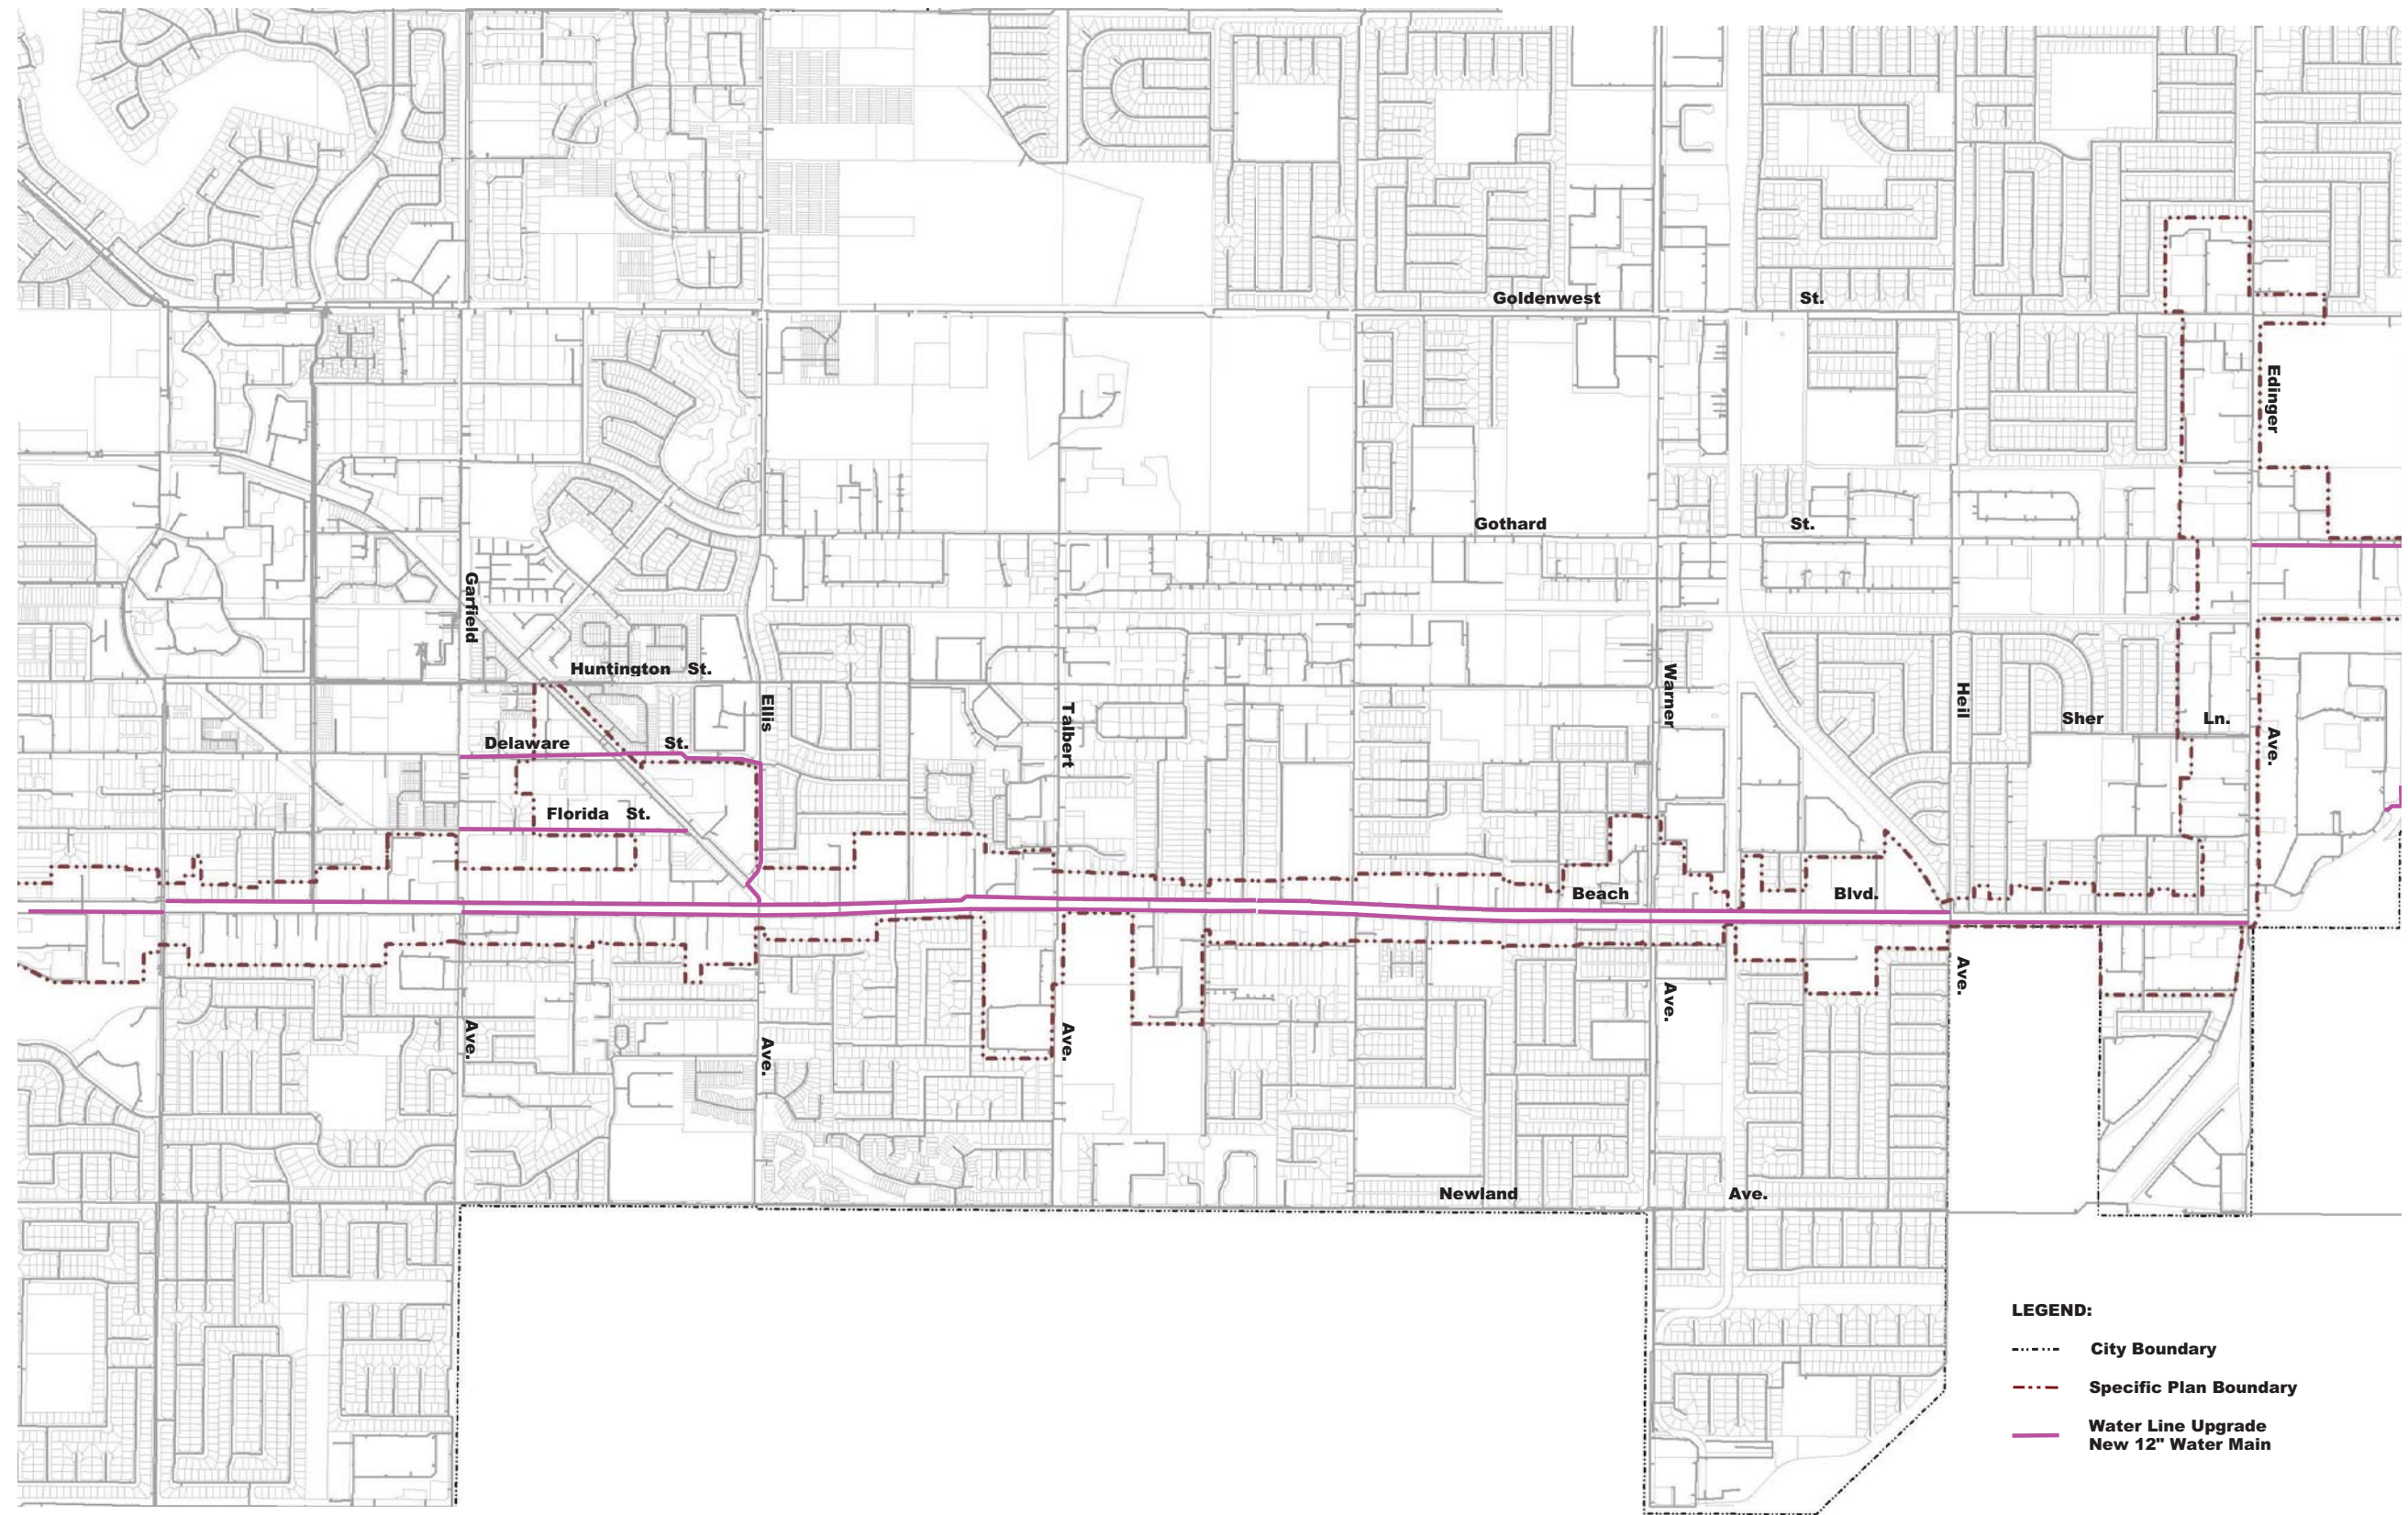 Goldenwest St.
Edinger
Gothard St.
Garfield
Huntington St.
Ellis
Talbert
Warner
Heil
Sher Ln.
Ave.
Delaware St.
Florida St.
Beach Blvd.
Ave.
Ave.
Ave.
Ave.
Ave.
Newland Ave.
LEGEND:
City Boundary
Specific Plan Boundary
Water Line Upgrade
New 12" Water Main